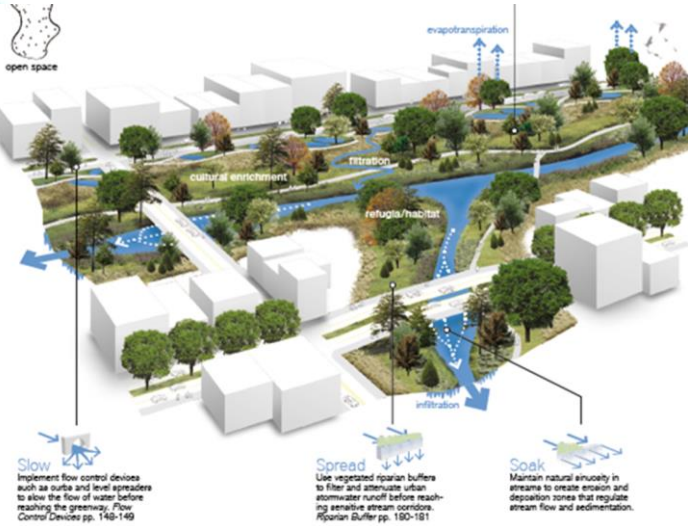 open space
evapotranspiration
filtration
cultural enrichment
refugia/habitat
infiltration
Slow
Implement flow control devices
such as curbs and level spreaders
to slow the flow of water before
reaching the greenway. Flow
Control Devices pp. 148-149
Spread
Use vegetated riparian buffers
to filter and attenuate urban
stormwater runoff before reach-
ing sensitive stream corridors.
Riparian Buffer pp. 180-181
Soak
Maintain natural sinuosity in
streams to create erosion and
deposition zones that regulate
stream flow and sedimentation.